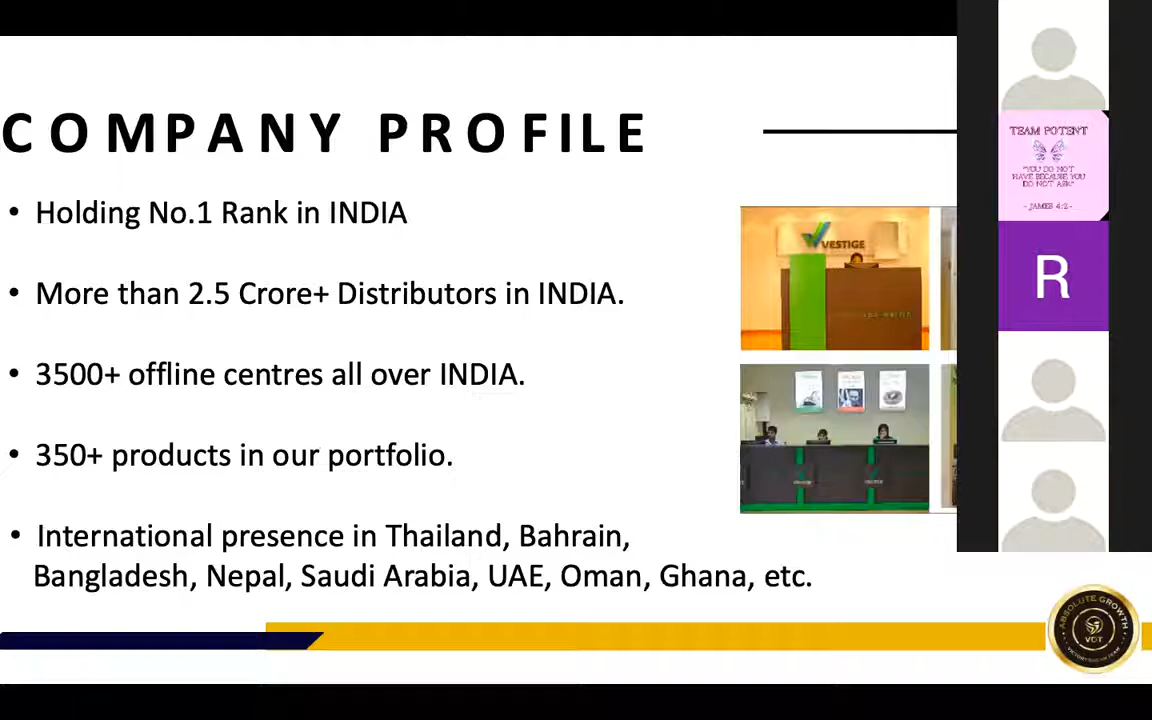 COMPANY PROFILE
• Holding No.1 Rank in INDIA
• More than 2.5 Crore+ Distributors in INDIA.
• 3500+ offline centres all over INDIA.
• 350+ products in our portfolio.
• International presence in Thailand, Bahrain,
Bangladesh, Nepal, Saudi Arabia, UAE, Oman, Ghana, etc.
VESTIGE
TEAM POTENT
"YOU DO NOT
HAVE BECAUSE YOU
DO NOT ASK"
- JAMES 4:2 -
R
ABSOLUTE GROWTH
VOT